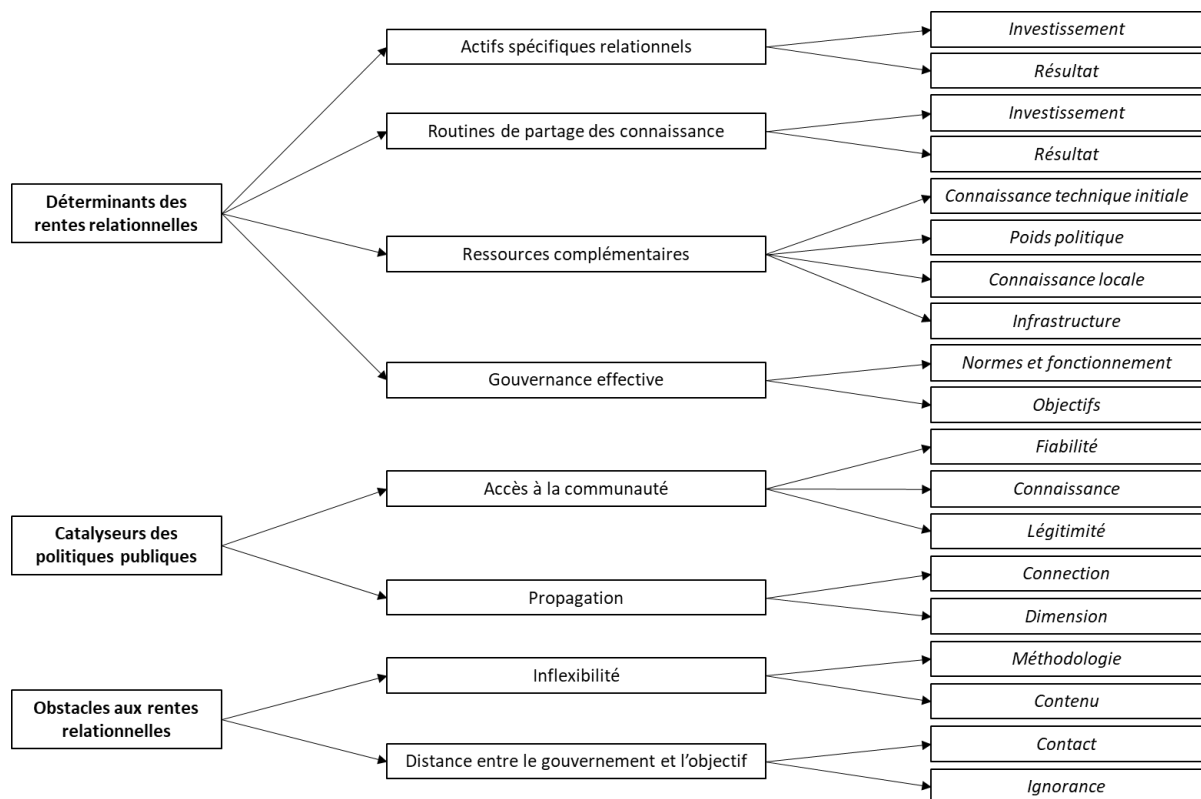 Déterminants des
rentes relationnelles
Actifs spécifiques relationnels
Investissement
Résultat
Routines de partage des connaissance
Investissement
Résultat
Ressources complémentaires
Connaissance technique initiale
Poids politique
Connaissance locale
Infrastructure
Gouvernance effective
Normes et fonctionnement
Objectifs
Catalyseurs des
politiques publiques
Accès à la communauté
Fiabilité
Connaissance
Légitimité
Propagation
Connection
Dimension
Obstacles aux rentes
relationnelles
Inflexibilité
Méthodologie
Contenu
Distance entre le gouvernement et l’objectif
Contact
Ignorance